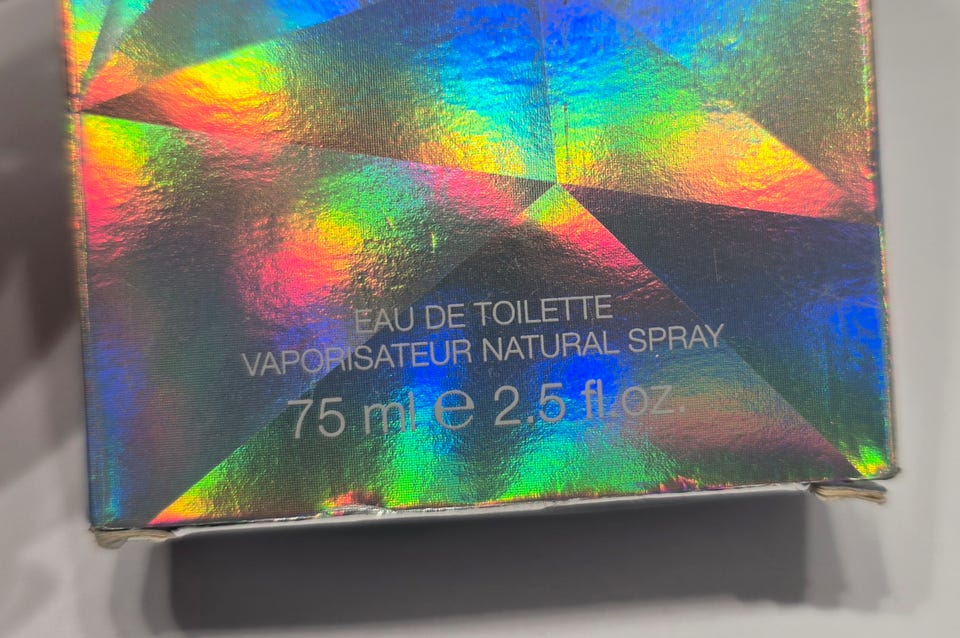 EAU DE TOILETTE
VAPORISATEUR NATURAL SPRAY
75 ml ℮ 2.5 fl.oz.